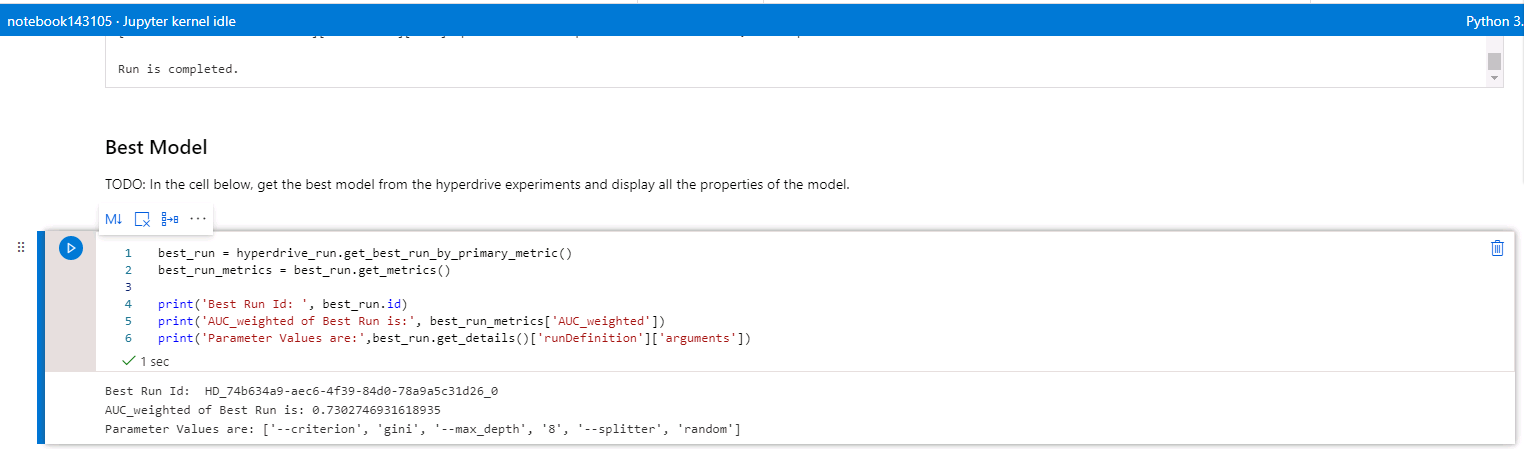 notebook143105 · Jupyter kernel idle
Python 3.
Run is completed.
Best Model
TODO: In the cell below, get the best model from the hyperdrive experiments and display all the properties of the model.
M↓
···
1 best_run = hyperdrive_run.get_best_run_by_primary_metric()
2 best_run_metrics = best_run.get_metrics()
3
4 print('Best Run Id: ', best_run.id)
5 print('AUC_weighted of Best Run is:', best_run_metrics['AUC_weighted'])
6 print('Parameter Values are:',best_run.get_details()['runDefinition']['arguments'])
1 sec
Best Run Id:  HD_74b634a9-aec6-4f39-84d0-78a9a5c31d26_0
AUC_weighted of Best Run is: 0.7302746931618935
Parameter Values are: ['--criterion', 'gini', '--max_depth', '8', '--splitter', 'random']